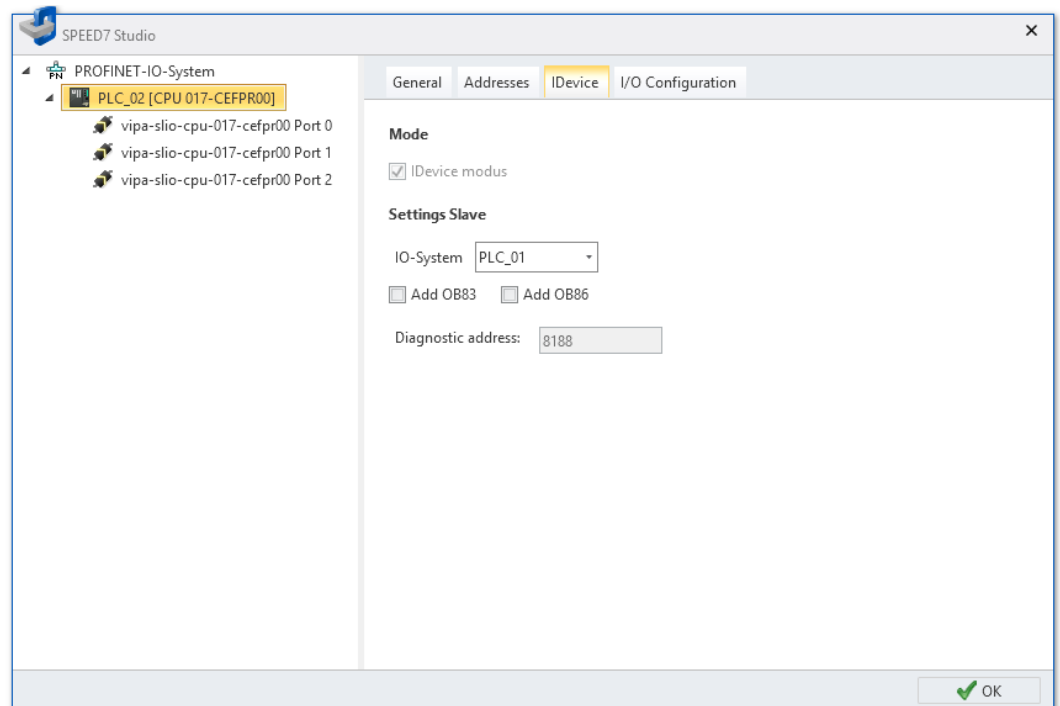 SPEED7 Studio
PROFINET-IO-System
PN
PLC_02 [CPU 017-CEFPR00]
vipa-slio-cpu-017-cefpr00 Port 0
vipa-slio-cpu-017-cefpr00 Port 1
vipa-slio-cpu-017-cefpr00 Port 2
General Addresses IDevice I/O Configuration
Mode
IDevice modus
Settings Slave
IO-System PLC_01
Add OB83 Add OB86
Diagnostic address: 8188
OK